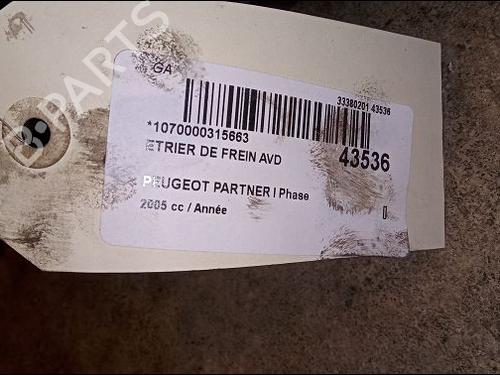 B-PARTS
GA
33380201 43536
*1070000315663
ETRIER DE FREIN AVD
43536
PEUGEOT PARTNER I Phase
2005 cc / Année